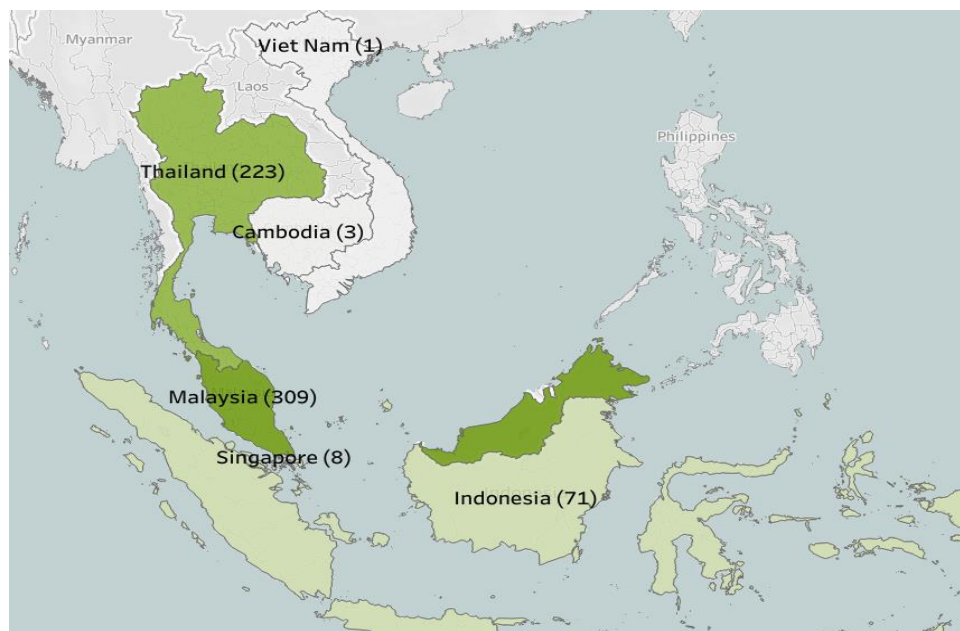 Myanmar
Viet Nam (1)
Laos
Philippines
Thailand (223)
Cambodia (3)
Malaysia (309)
Singapore (8)
Indonesia (71)